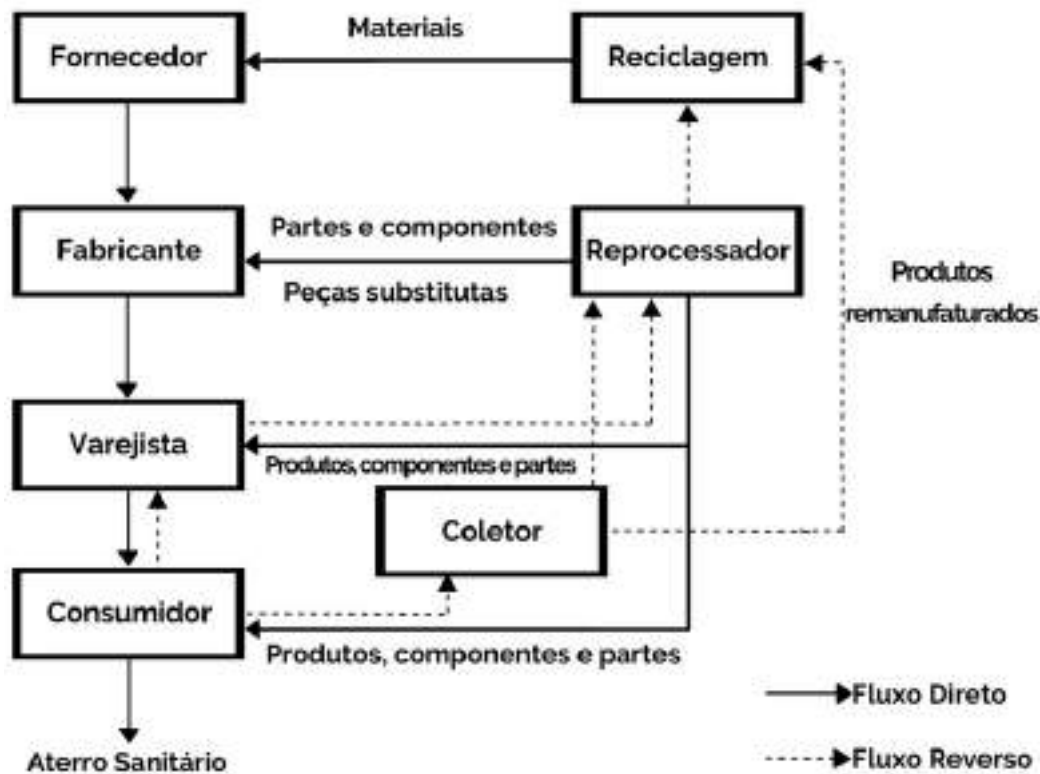 Fornecedor
Materiais
Reciclagem
Fabricante
Partes e componentes
Peças substitutas
Reprocessador
Produtos
remanufaturados
Varejista
Produtos, componentes e partes
Coletor
Consumidor
Produtos, componentes e partes
Fluxo Direto
Aterro Sanitário
Fluxo Reverso